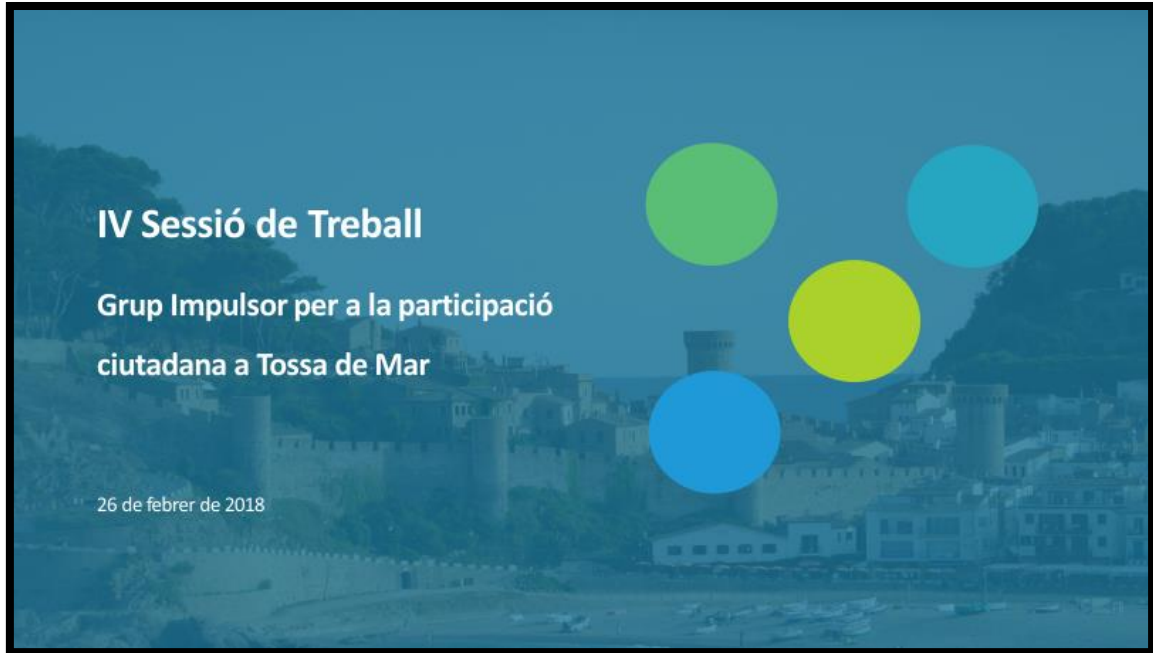 IV Sessió de Treball
Grup Impulsor per a la participació
ciutadana a Tossa de Mar
26 de febrer de 2018